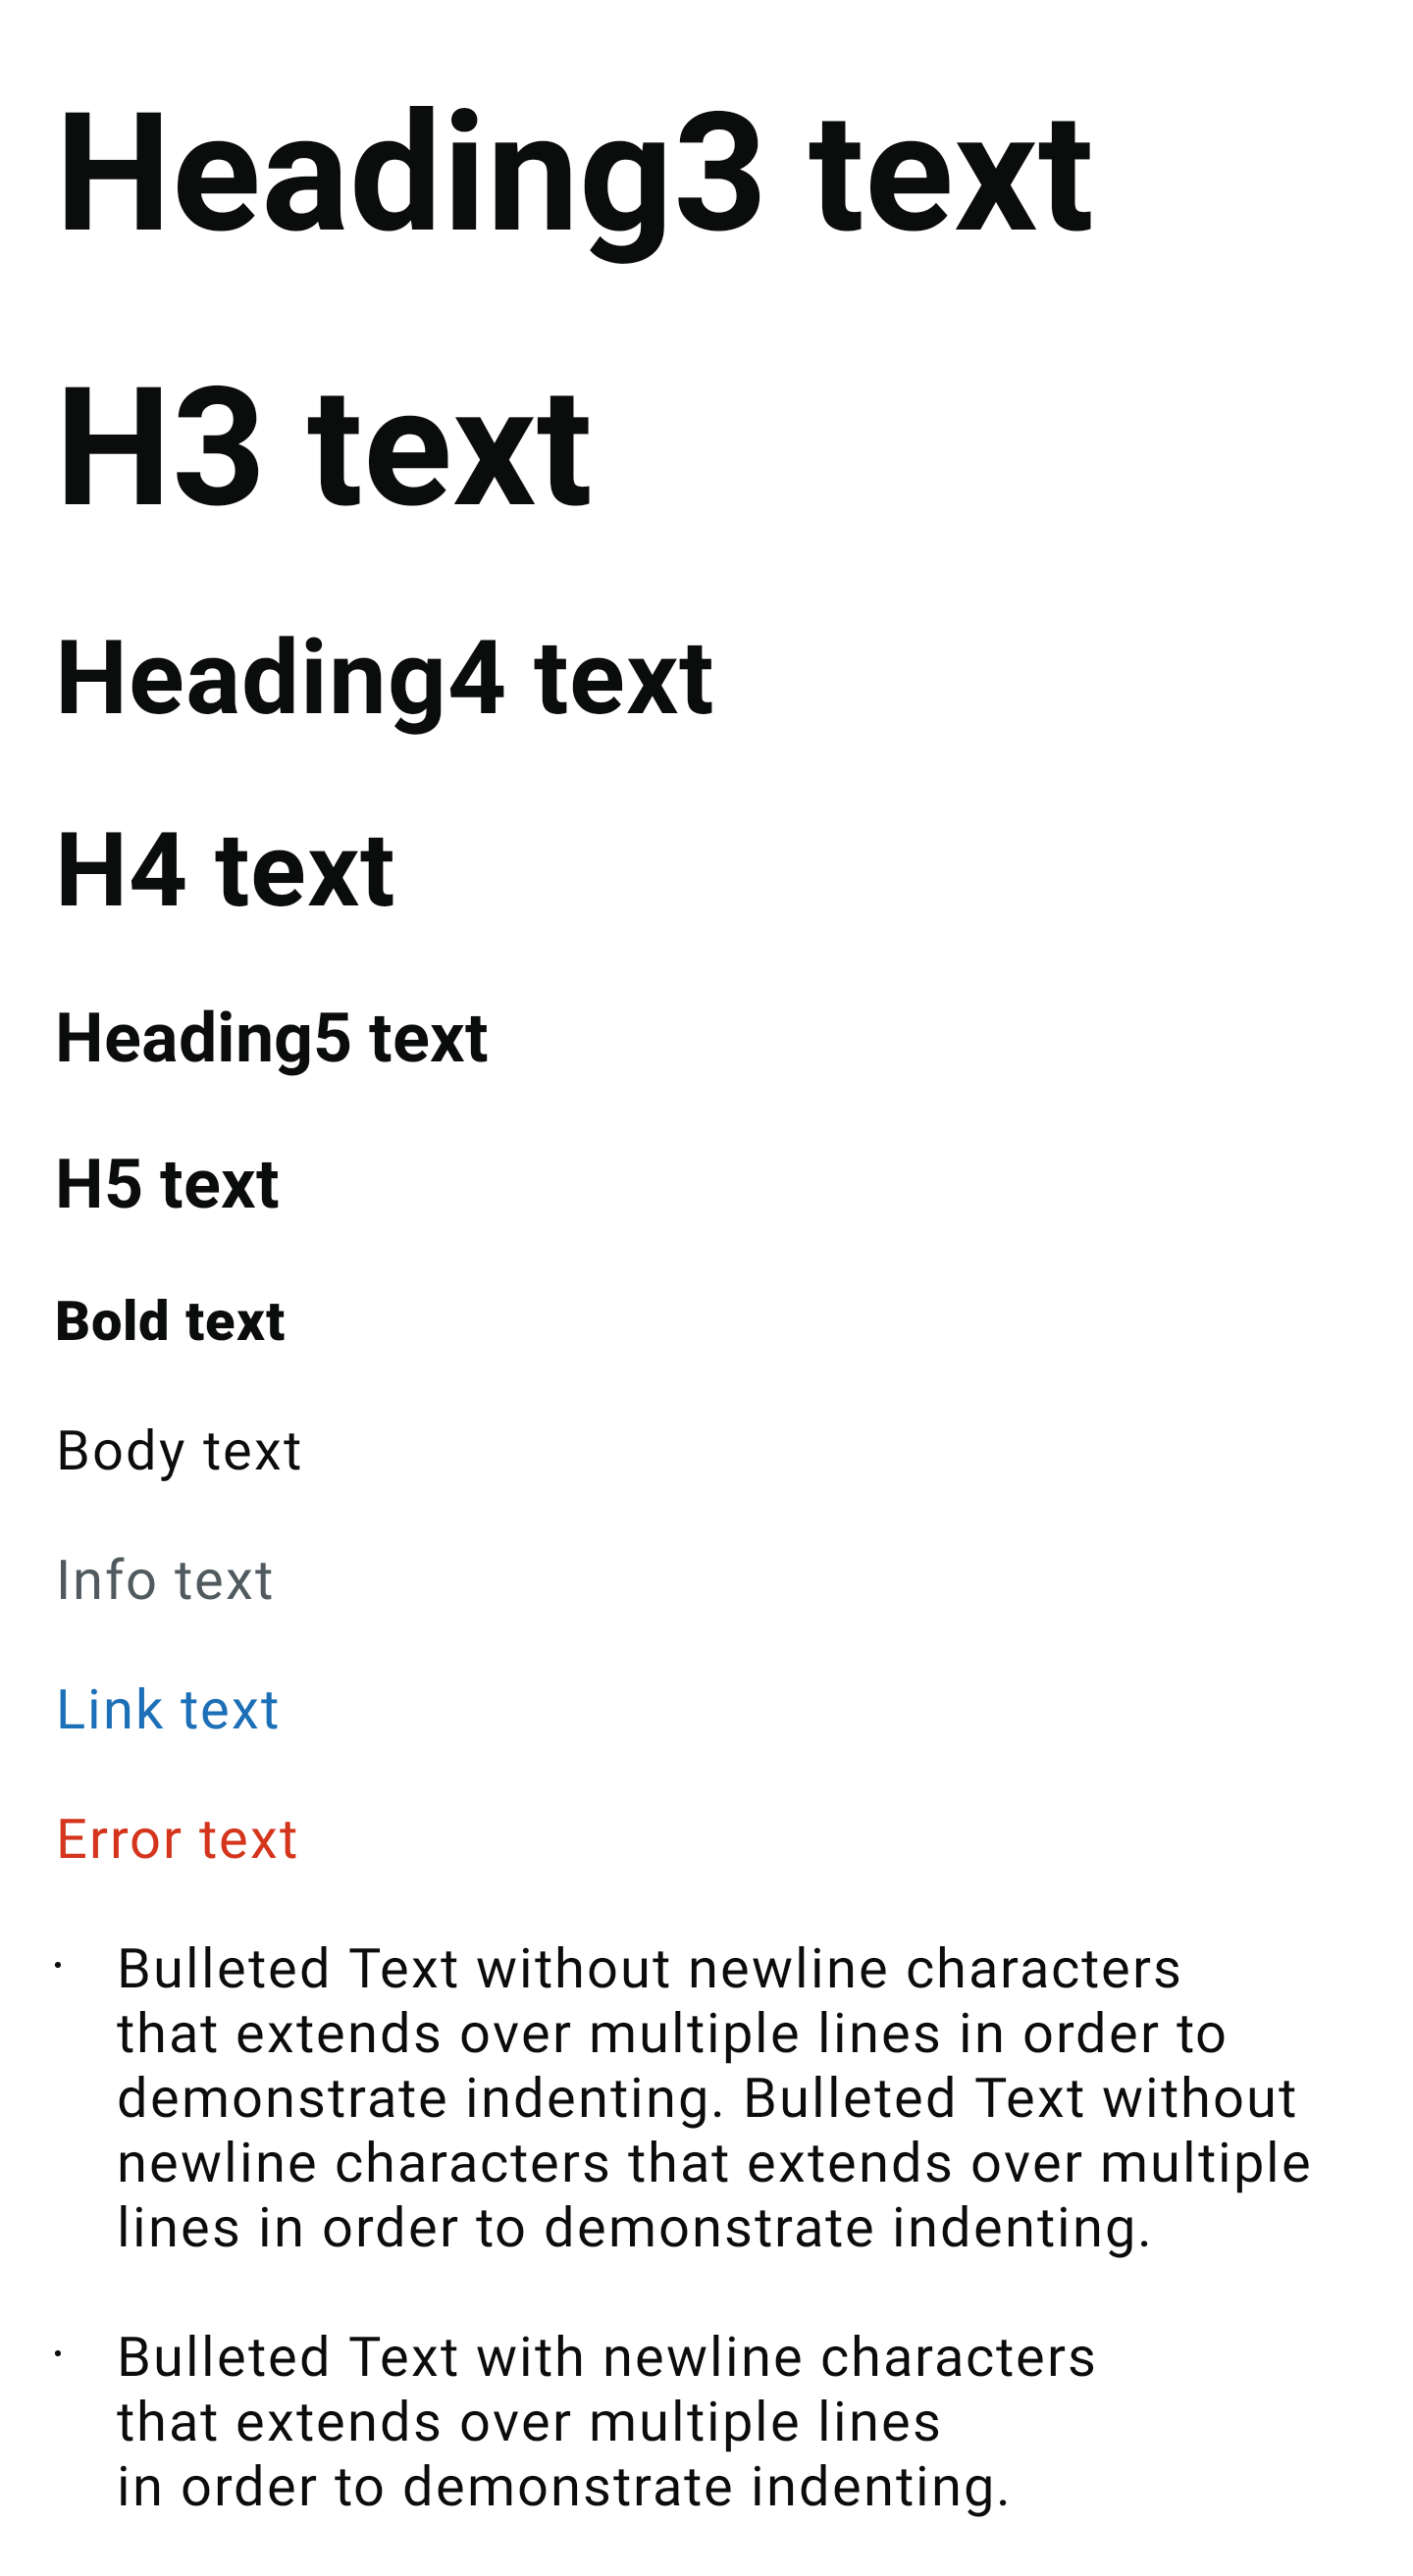 Heading3 text
H3 text
Heading4 text
H4 text
Heading5 text
H5 text
Bold text
Body text
Info text
Link text
Error text
· Bulleted Text without newline characters
that extends over multiple lines in order to
demonstrate indenting. Bulleted Text without
newline characters that extends over multiple
lines in order to demonstrate indenting.
· Bulleted Text with newline characters
that extends over multiple lines
in order to demonstrate indenting.